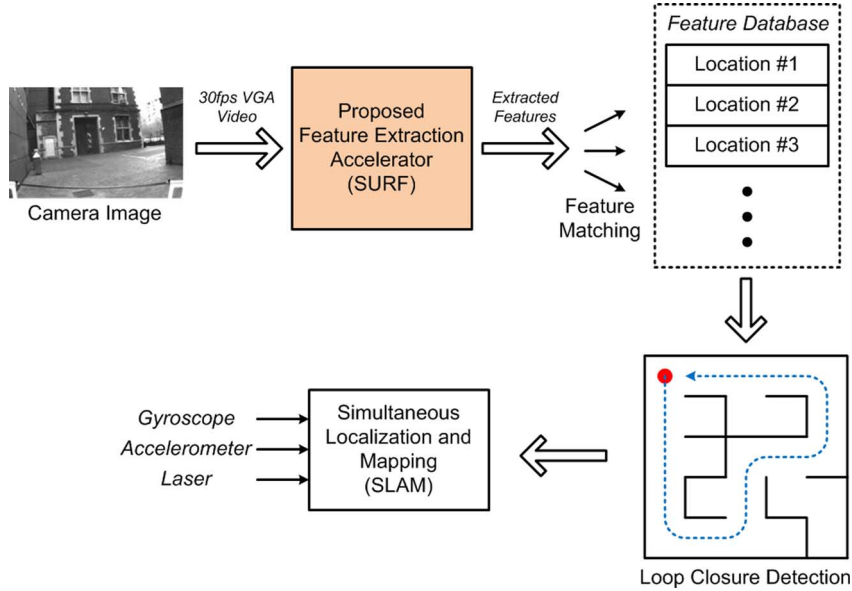 Feature Database
Location #1
Location #2
Location #3
30fps VGA
Video
Proposed
Feature Extraction
Accelerator
(SURF)
Extracted
Features
Feature
Matching
Camera Image
Gyroscope
Accelerometer
Laser
Simultaneous
Localization and
Mapping
(SLAM)
Loop Closure Detection